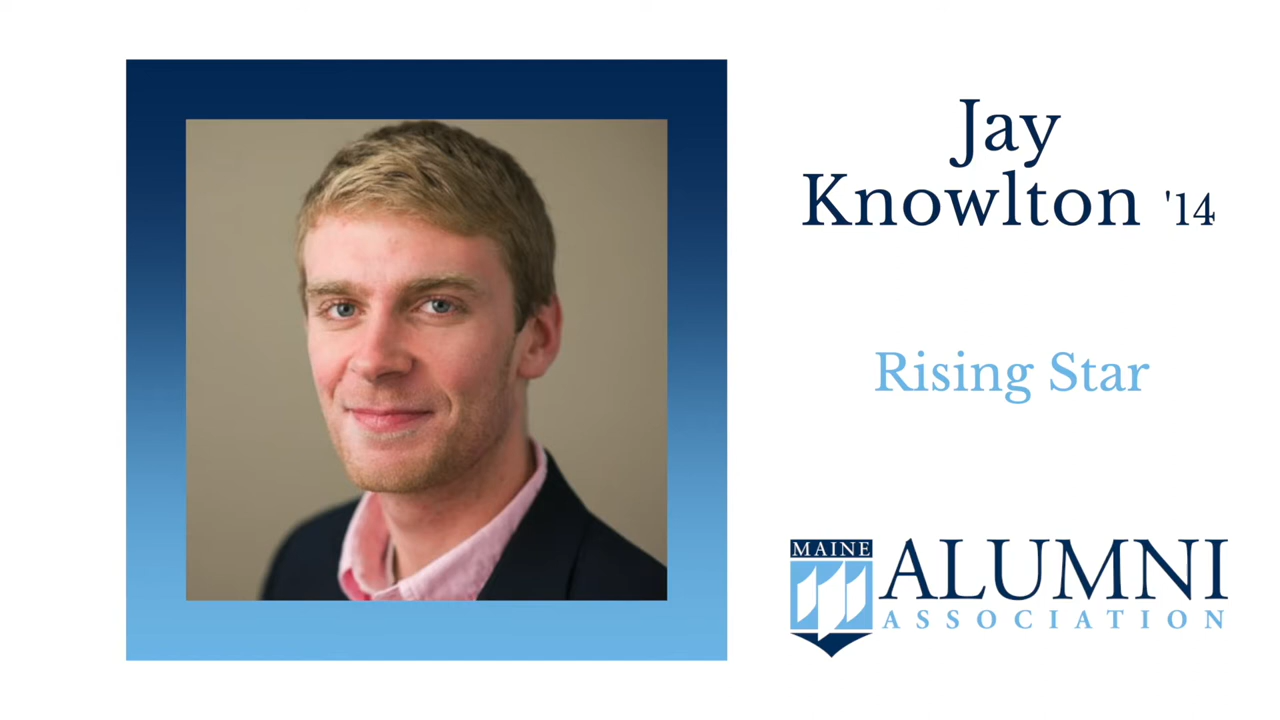 Jay
Knowlton '14
Rising Star
MAINE
ALUMNI
ASSOCIATION